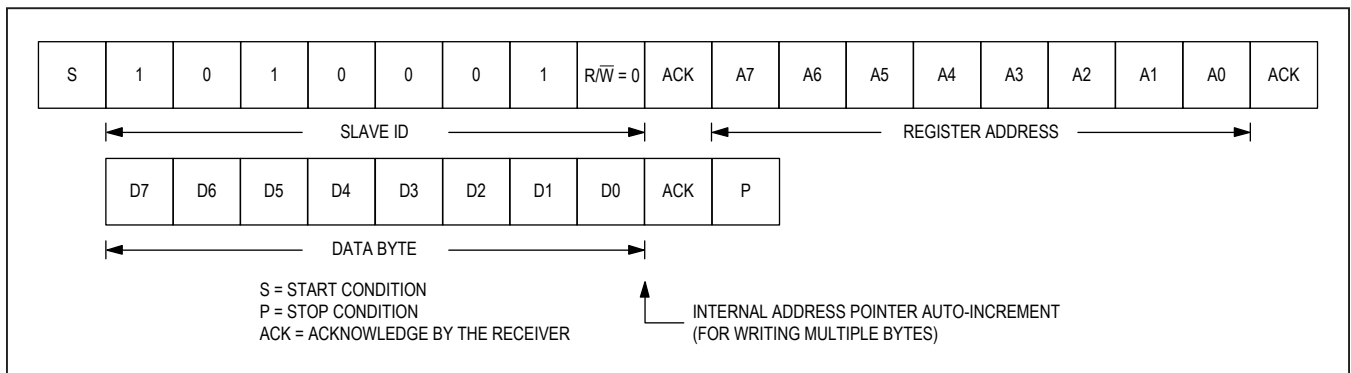 S 1 0 1 0 0 0 1 R/W̅ = 0 ACK A7 A6 A5 A4 A3 A2 A1 A0 ACK
SLAVE ID REGISTER ADDRESS
D7 D6 D5 D4 D3 D2 D1 D0 ACK P
DATA BYTE
S = START CONDITION
P = STOP CONDITION
ACK = ACKNOWLEDGE BY THE RECEIVER
INTERNAL ADDRESS POINTER AUTO-INCREMENT
(FOR WRITING MULTIPLE BYTES)